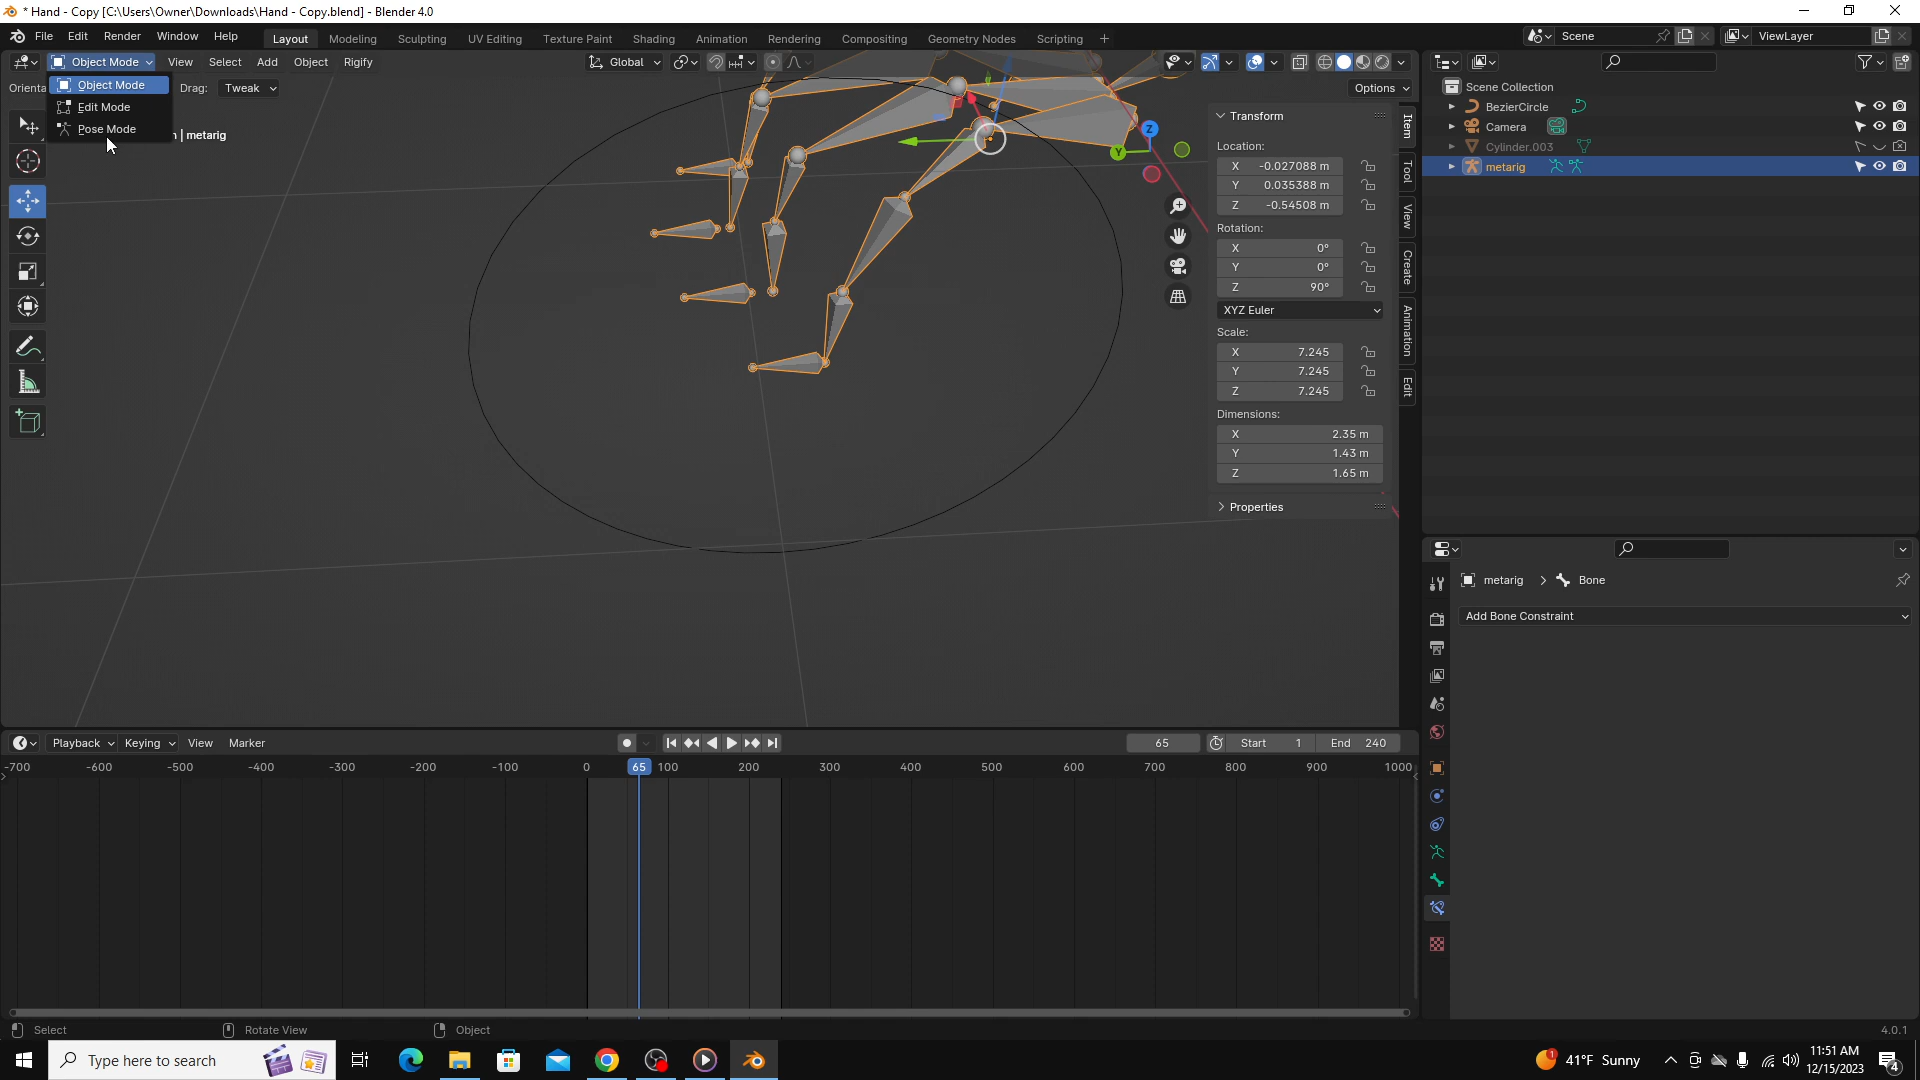 * Hand - Copy [C:\Users\Owner\Downloads\Hand - Copy.blend] - Blender 4.0
File Edit Render Window Help Layout Modeling Sculpting UV Editing Texture Paint Shading Animation Rendering Compositing Geometry Nodes Scripting + Scene ViewLayer
Object Mode View Select Add Object Rigify Global
Object Mode Drag: Tweak Options
Edit Mode
Pose Mode
| metarig
Scene Collection
BezierCircle
Camera
Cylinder.003
metarig
Transform
Location:
X -0.027088 m
Y 0.035388 m
Z -0.54508 m
Rotation:
X 0°
Y 0°
Z 90°
XYZ Euler
Scale:
X 7.245
Y 7.245
Z 7.245
Dimensions:
X 2.35 m
Y 1.43 m
Z 1.65 m
Properties
Item
Tool
View
Create
Animation
Edit
Z
Y
metarig > Bone
Add Bone Constraint
Playback Keying View Marker 65 Start 1 End 240
-700 -600 -500 -400 -300 -200 -100 0 65 100 200 300 400 500 600 700 800 900 1000
Select Rotate View Object 4.0.1
Type here to search 1 41°F Sunny 11:51 AM
12/15/2023 4